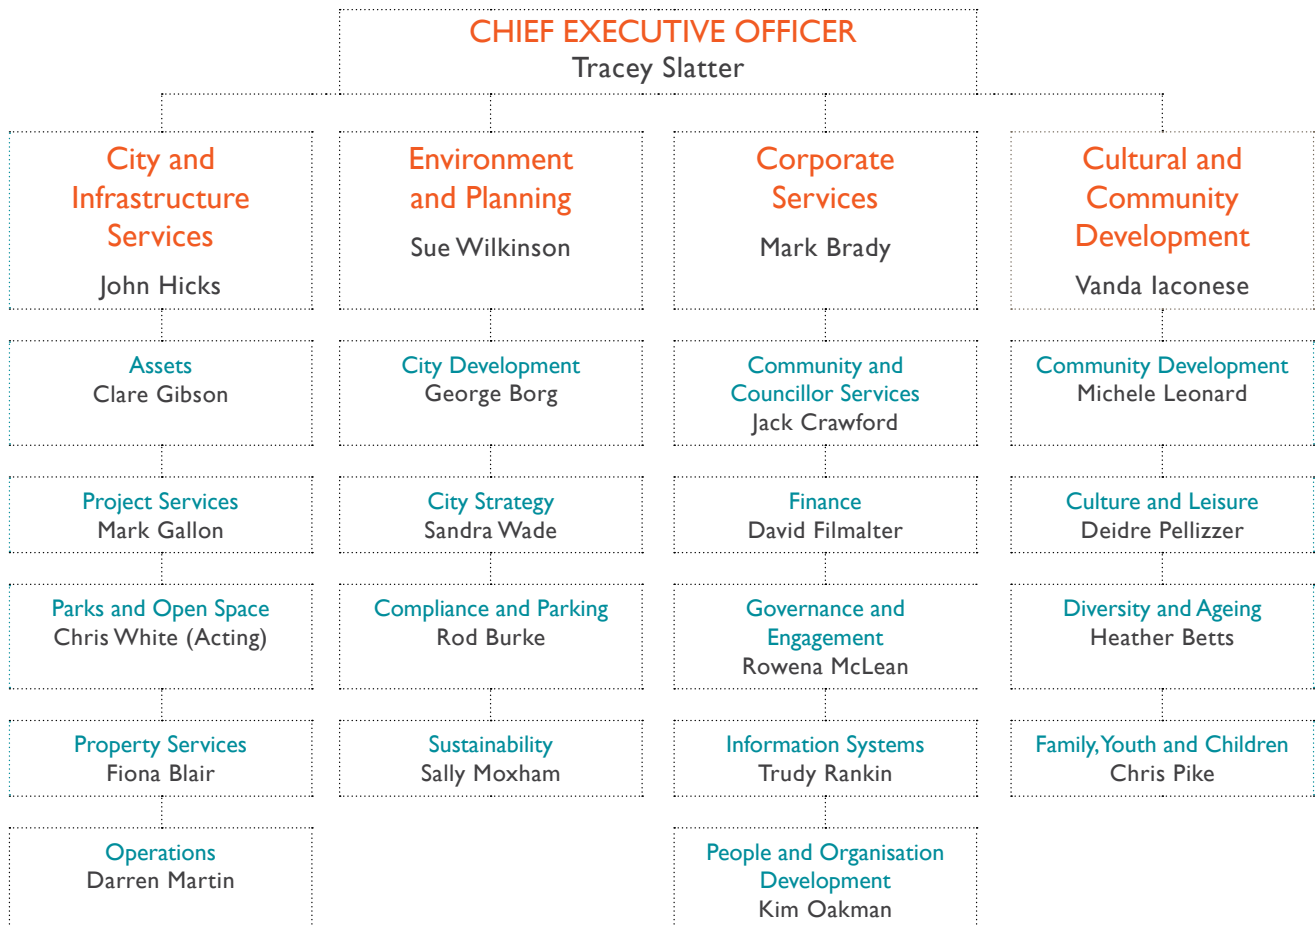 CHIEF EXECUTIVE OFFICER
Tracey Slatter
City and
Infrastructure
Services
John Hicks
Environment
and Planning
Sue Wilkinson
Corporate
Services
Mark Brady
Cultural and
Community
Development
Vanda Iaconese
Assets
Clare Gibson
City Development
George Borg
Community and
Councillor Services
Jack Crawford
Community Development
Michele Leonard
Project Services
Mark Gallon
City Strategy
Sandra Wade
Finance
David Filmalter
Culture and Leisure
Deidre Pellizzer
Parks and Open Space
Chris White (Acting)
Compliance and Parking
Rod Burke
Governance and
Engagement
Rowena McLean
Diversity and Ageing
Heather Betts
Property Services
Fiona Blair
Sustainability
Sally Moxham
Information Systems
Trudy Rankin
Family, Youth and Children
Chris Pike
Operations
Darren Martin
People and Organisation
Development
Kim Oakman